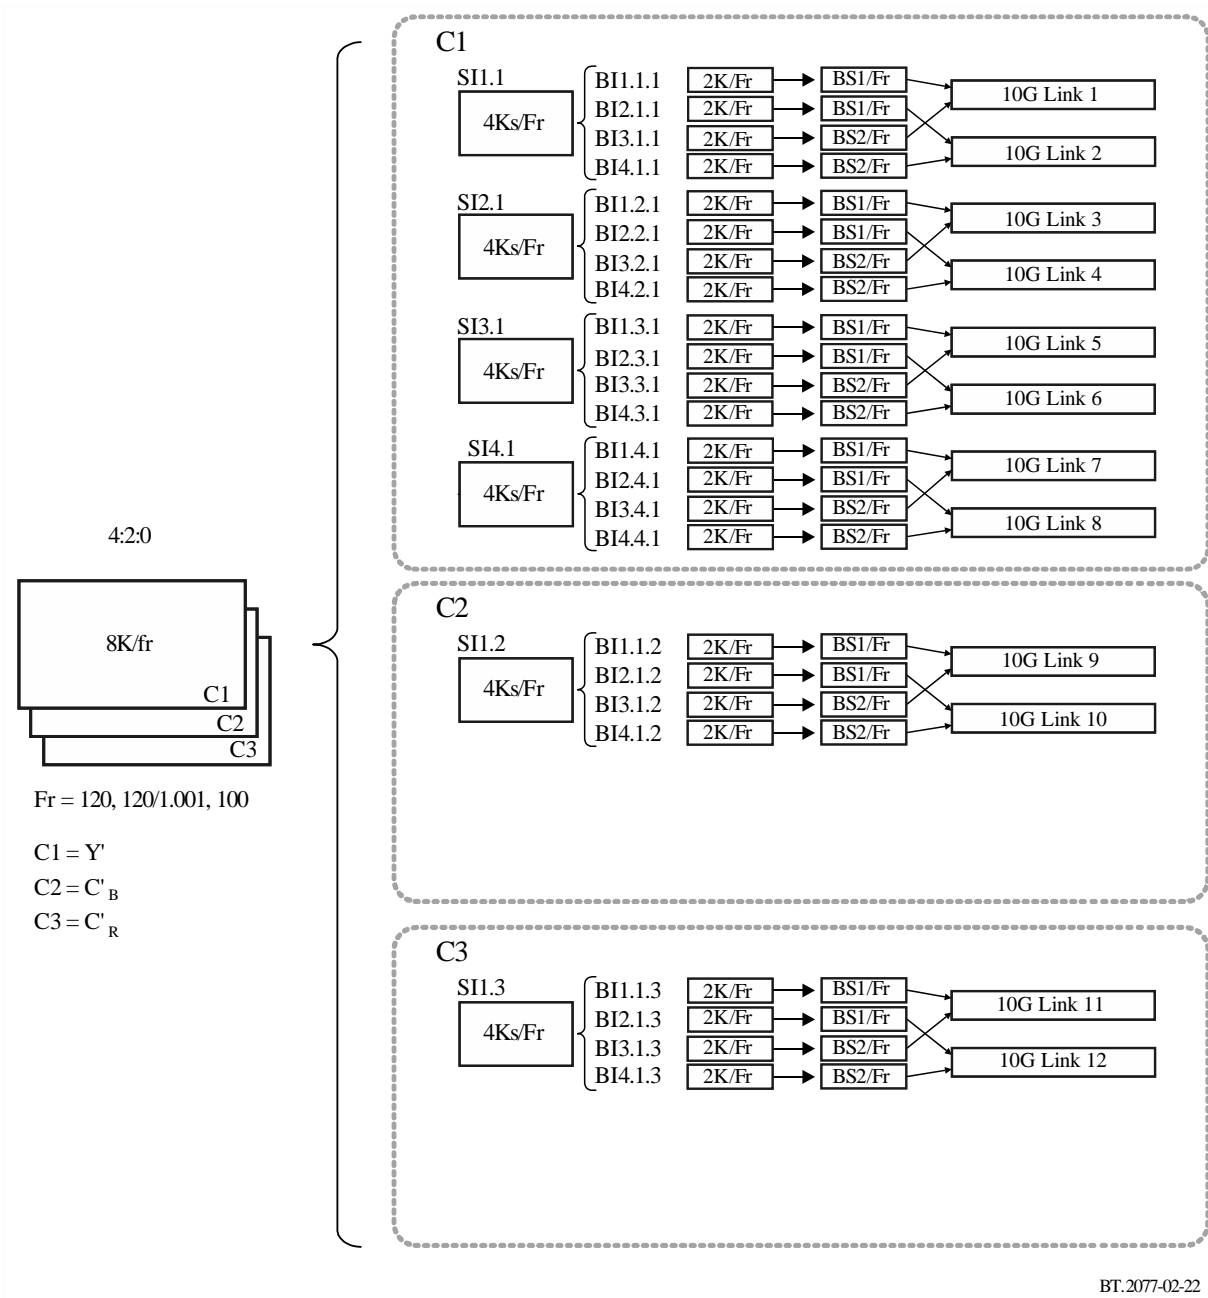 C1
SI1.1
4Ks/Fr
BI1.1.1 2K/Fr BS1/Fr
BI2.1.1 2K/Fr BS1/Fr
BI3.1.1 2K/Fr BS2/Fr
BI4.1.1 2K/Fr BS2/Fr
10G Link 1
10G Link 2
SI2.1
4Ks/Fr
BI1.2.1 2K/Fr BS1/Fr
BI2.2.1 2K/Fr BS1/Fr
BI3.2.1 2K/Fr BS2/Fr
BI4.2.1 2K/Fr BS2/Fr
10G Link 3
10G Link 4
SI3.1
4Ks/Fr
BI1.3.1 2K/Fr BS1/Fr
BI2.3.1 2K/Fr BS1/Fr
BI3.3.1 2K/Fr BS2/Fr
BI4.3.1 2K/Fr BS2/Fr
10G Link 5
10G Link 6
SI4.1
4Ks/Fr
BI1.4.1 2K/Fr BS1/Fr
BI2.4.1 2K/Fr BS1/Fr
BI3.4.1 2K/Fr BS2/Fr
BI4.4.1 2K/Fr BS2/Fr
10G Link 7
10G Link 8
4:2:0
8K/fr
C1
C2
C3
Fr = 120, 120/1.001, 100
C1 = Y'
C2 = C' B
C3 = C' R
C2
SI1.2
4Ks/Fr
BI1.1.2 2K/Fr BS1/Fr
BI2.1.2 2K/Fr BS1/Fr
BI3.1.2 2K/Fr BS2/Fr
BI4.1.2 2K/Fr BS2/Fr
10G Link 9
10G Link 10
C3
SI1.3
4Ks/Fr
BI1.1.3 2K/Fr BS1/Fr
BI2.1.3 2K/Fr BS1/Fr
BI3.1.3 2K/Fr BS2/Fr
BI4.1.3 2K/Fr BS2/Fr
10G Link 11
10G Link 12
BT.2077-02-22